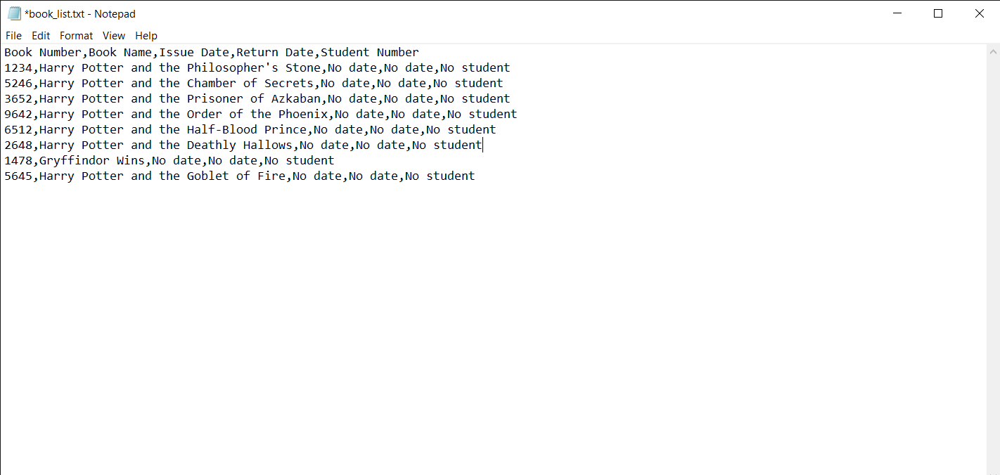 *book_list.txt - Notepad
File Edit Format View Help
Book Number,Book Name,Issue Date,Return Date,Student Number
1234,Harry Potter and the Philosopher's Stone,No date,No date,No student
5246,Harry Potter and the Chamber of Secrets,No date,No date,No student
3652,Harry Potter and the Prisoner of Azkaban,No date,No date,No student
9642,Harry Potter and the Order of the Phoenix,No date,No date,No student
6512,Harry Potter and the Half-Blood Prince,No date,No date,No student
2648,Harry Potter and the Deathly Hallows,No date,No date,No student
1478,Gryffindor Wins,No date,No date,No student
5645,Harry Potter and the Goblet of Fire,No date,No date,No student